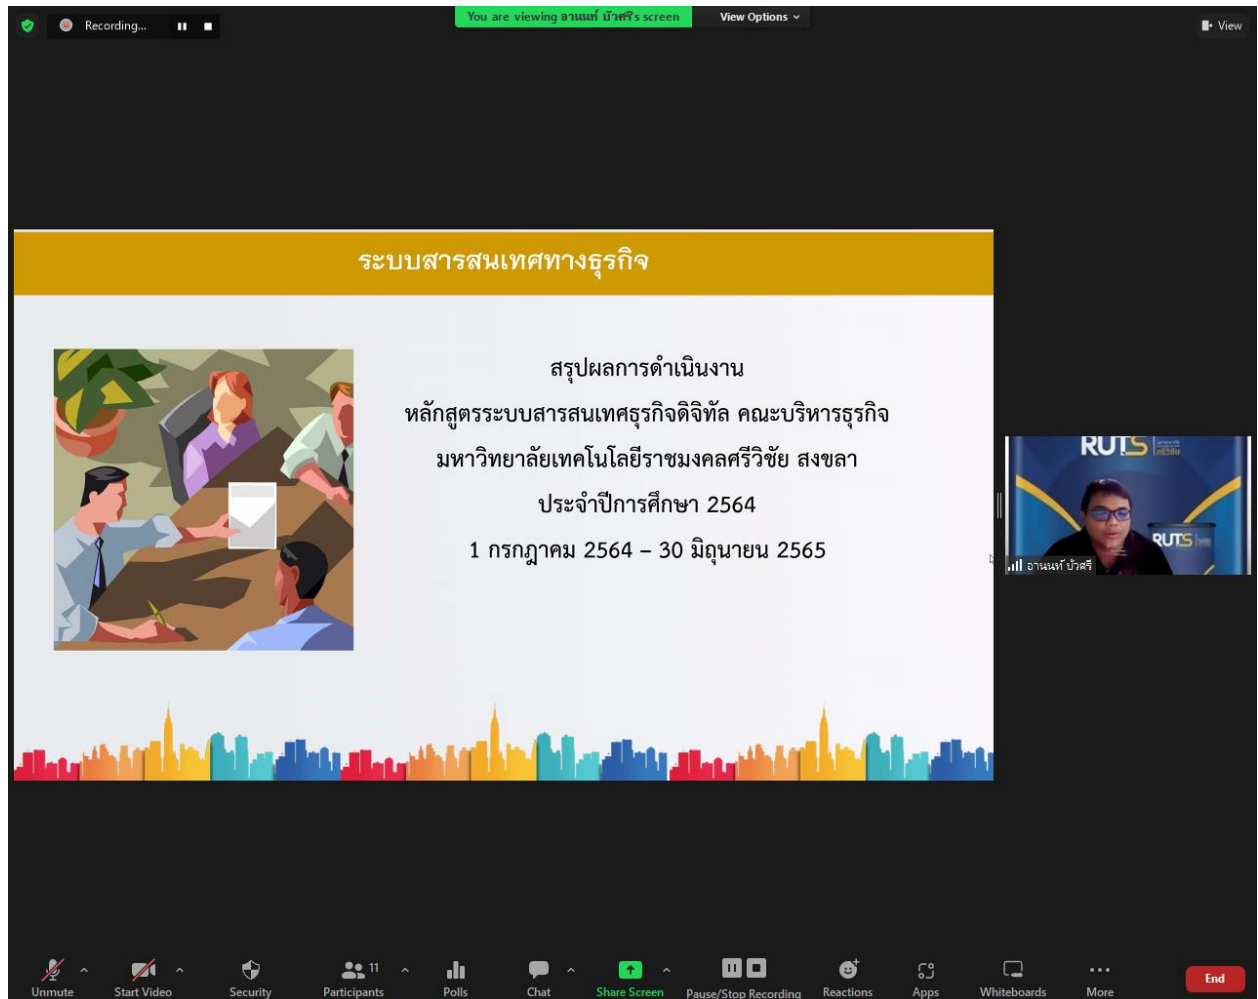 Recording...
You are viewing อานนท์ บัวศรี's screen
View Options
View
ระบบสารสนเทศทางธุรกิจ
สรุปผลการดำเนินงาน
หลักสูตรระบบสารสนเทศธุรกิจดิจิทัล คณะบริหารธุรกิจ
มหาวิทยาลัยเทคโนโลยีราชมงคลศรีวิชัย สงขลา
ประจำปีการศึกษา 2564
1 กรกฎาคม 2564 – 30 มิถุนายน 2565
RUTS
RUTS
อานนท์ บัวศรี
Unmute
Start Video
Security
11
Participants
Polls
Chat
Share Screen
Pause/Stop Recording
Reactions
Apps
Whiteboards
More
End